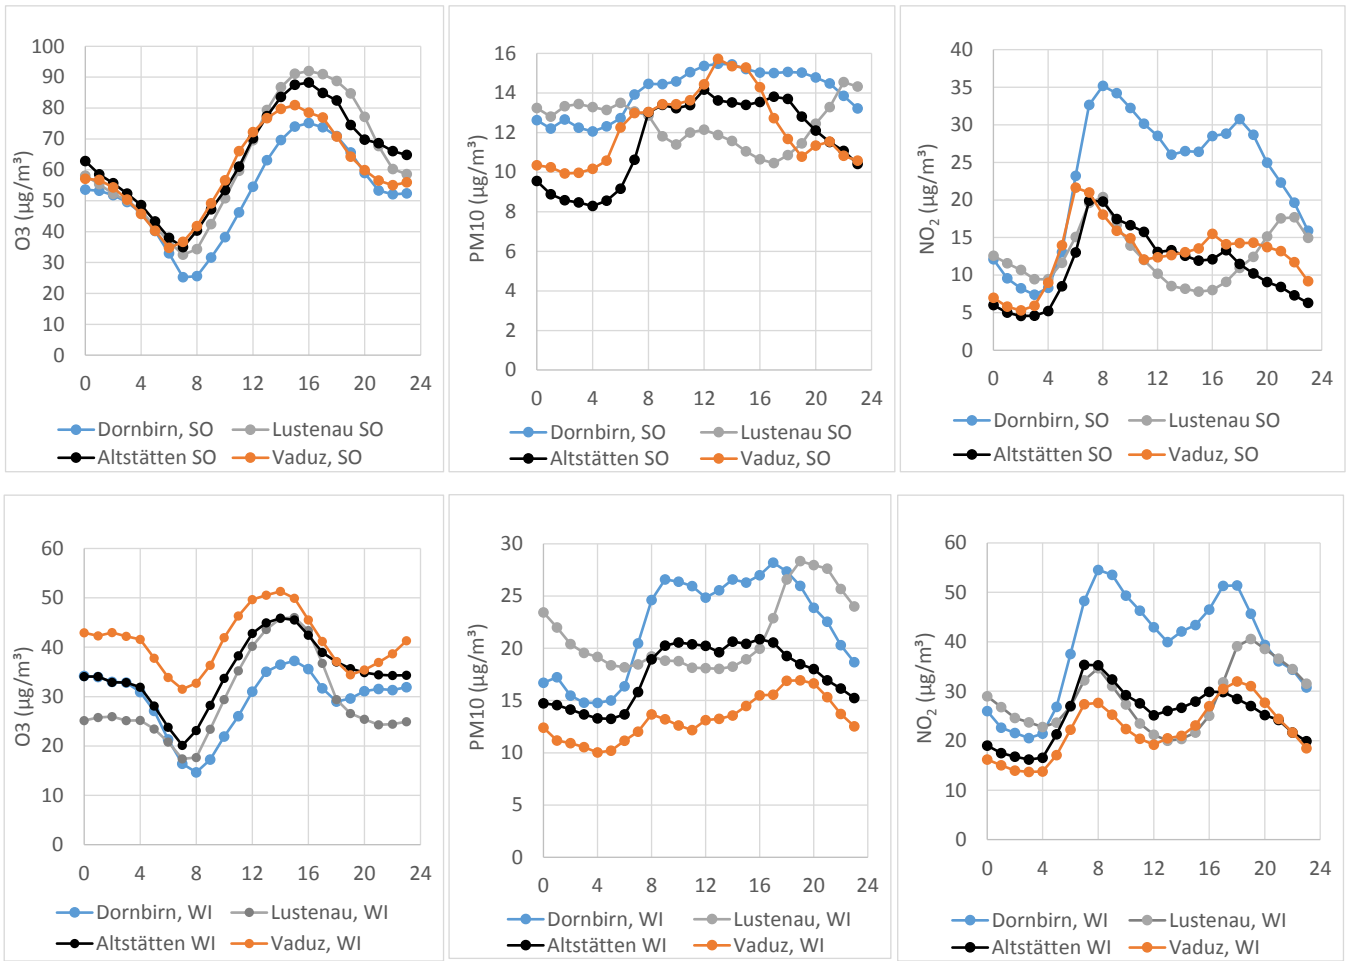 O3 (µg/m³)
100
90
80
70
60
50
40
30
20
10
0
0 4 8 12 16 20 24
Dornbirn, SO Lustenau SO
Altstätten SO Vaduz, SO
PM10 (µg/m³)
16
14
12
10
8
6
4
2
0
0 4 8 12 16 20 24
Dornbirn, SO Lustenau SO
Altstätten SO Vaduz, SO
NO₂ (µg/m³)
40
35
30
25
20
15
10
5
0
0 4 8 12 16 20 24
Dornbirn, SO Lustenau SO
Altstätten SO Vaduz, SO
O3 (µg/m³)
60
50
40
30
20
10
0
0 4 8 12 16 20 24
Dornbirn, WI Lustenau, WI
Altstätten WI Vaduz, WI
PM10 (µg/m³)
30
25
20
15
10
5
0
0 4 8 12 16 20 24
Dornbirn, WI Lustenau, WI
Altstätten WI Vaduz, WI
NO₂ (µg/m³)
60
50
40
30
20
10
0
0 4 8 12 16 20 24
Dornbirn, WI Lustenau, WI
Altstätten WI Vaduz, WI